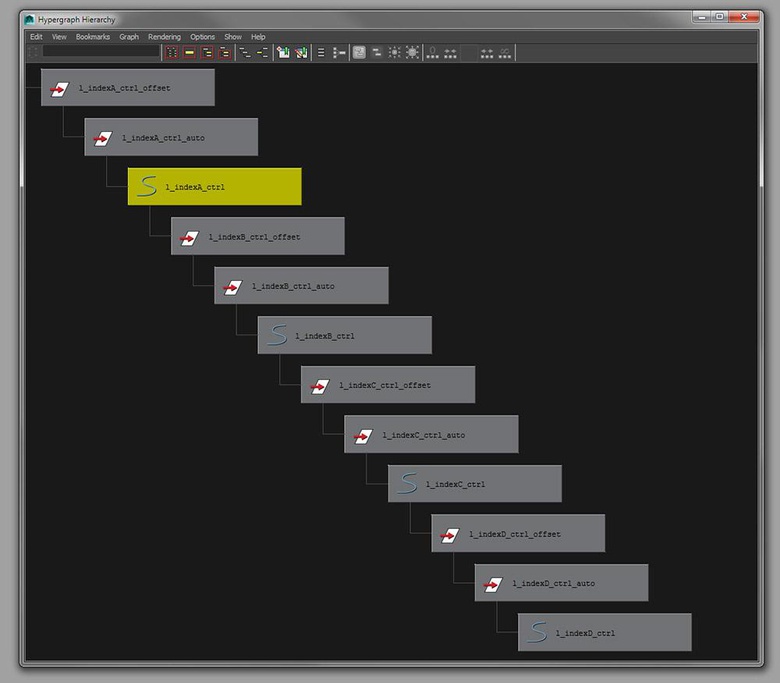 Hypergraph Hierarchy
Edit View Bookmarks Graph Rendering Options Show Help
l_indexA_ctrl_offset
l_indexA_ctrl_auto
l_indexA_ctrl
l_indexB_ctrl_offset
l_indexB_ctrl_auto
l_indexB_ctrl
l_indexC_ctrl_offset
l_indexC_ctrl_auto
l_indexC_ctrl
l_indexD_ctrl_offset
l_indexD_ctrl_auto
l_indexD_ctrl